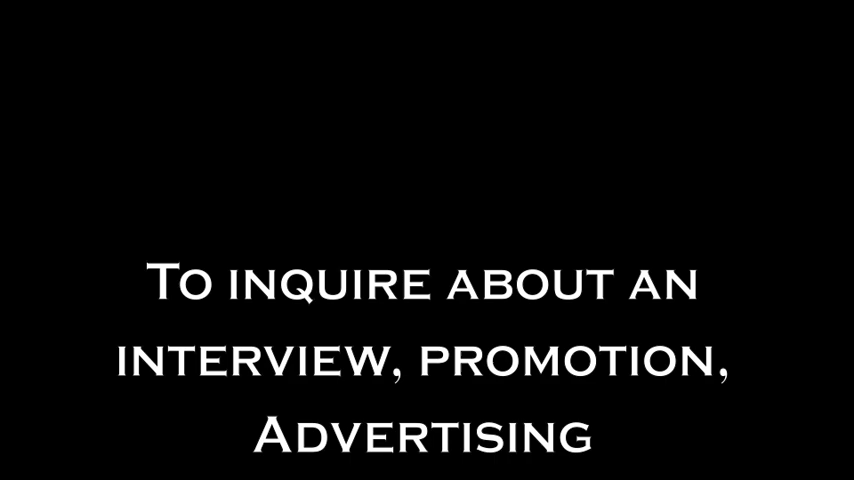 To inquire about an
interview, promotion,
Advertising